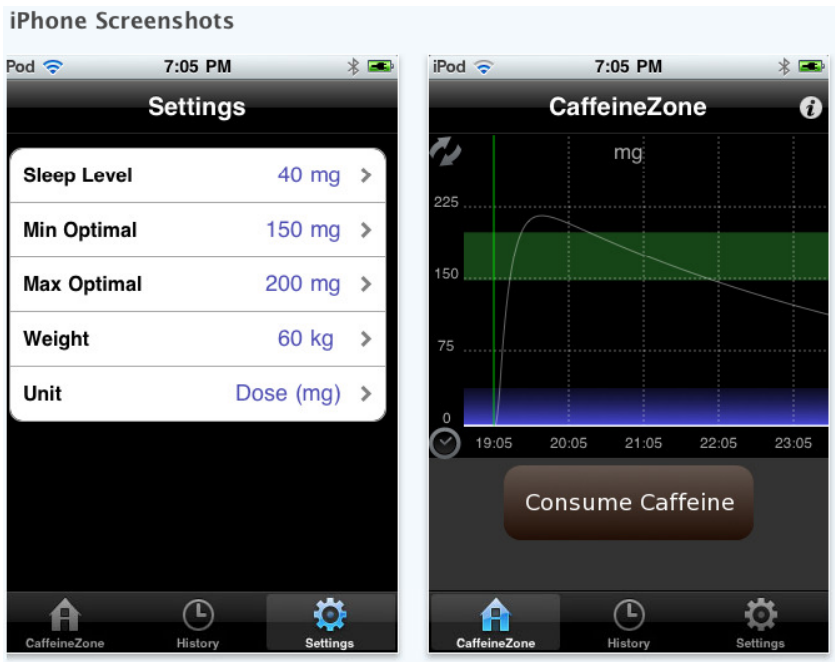 iPhone Screenshots
Pod 7:05 PM
Settings
Sleep Level 40 mg
Min Optimal 150 mg
Max Optimal 200 mg
Weight 60 kg
Unit Dose (mg)
CaffeineZone History Settings
iPod 7:05 PM
CaffeineZone i
mg
225
150
75
0
19:05 20:05 21:05 22:05 23:05
Consume Caffeine
CaffeineZone History Settings